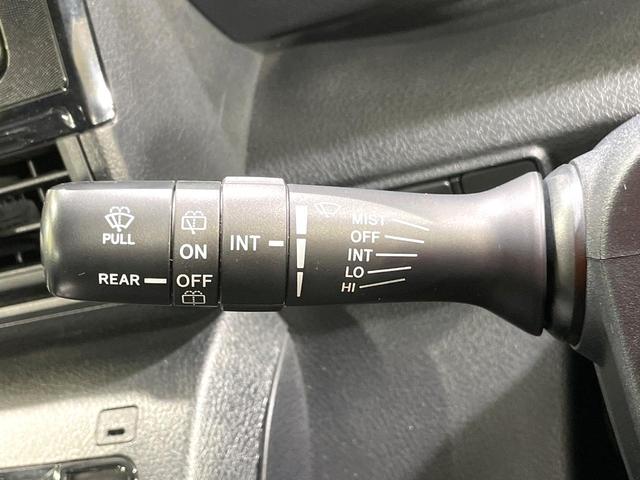 PULL
REAR
ON
OFF
INT
MIST
OFF
INT
LO
HI